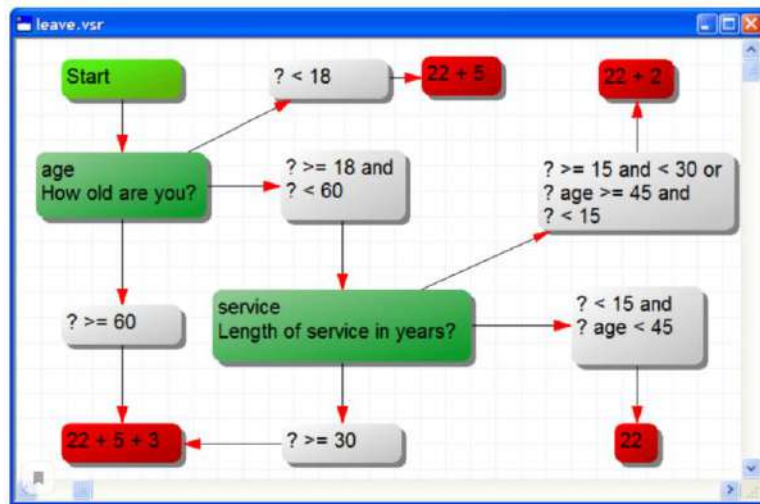 leave.vsr
Start
? < 18
22 + 5
22 + 2
age
How old are you?
? >= 18 and
? < 60
? >= 15 and < 30 or
? age >= 45 and
? < 15
? >= 60
service
Length of service in years?
? < 15 and
? age < 45
22 + 5 + 3
? >= 30
22